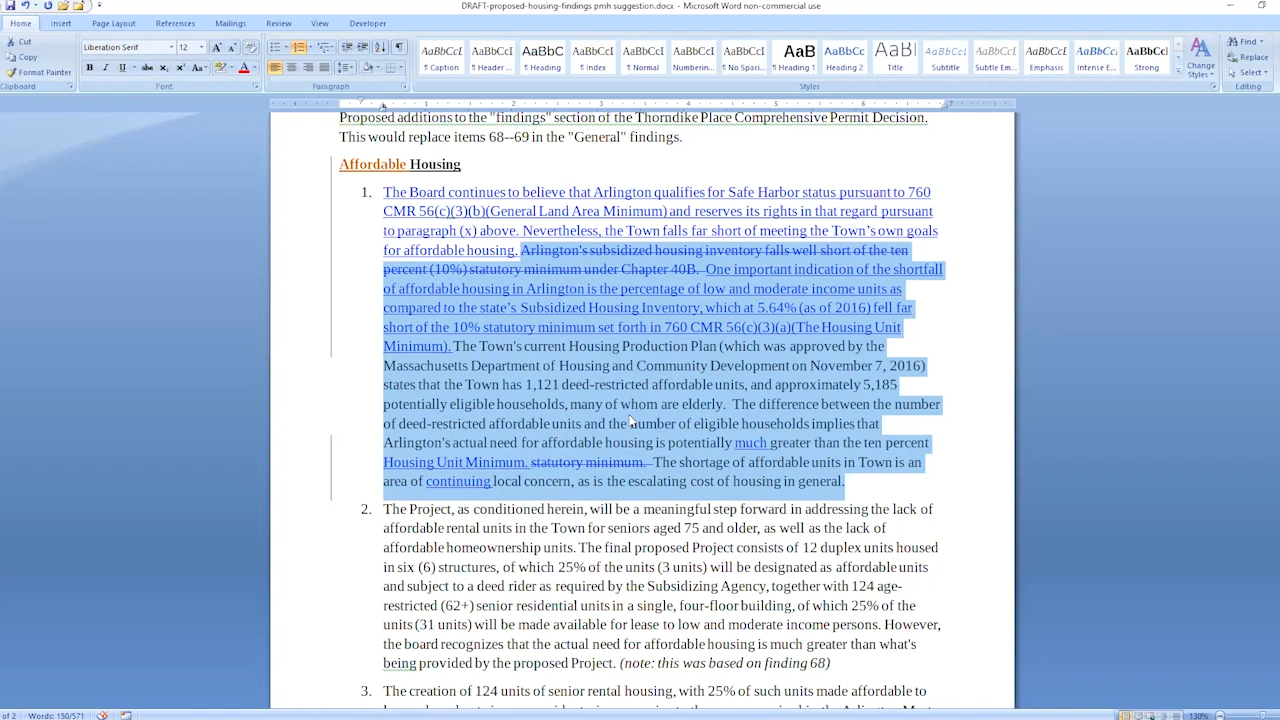 DRAFT-proposed-housing-findings pmh suggestion.docx - Microsoft Word non-commercial use
Home Insert Page Layout References Mailings Review View Developer
Cut
Copy
Format Painter
Clipboard
Liberation Serif 12
Font
Paragraph
AaBbCcI AaBbCcI AaBbC AaBbCcI AaBbCcI AaBbCcI AaBbCcI AaB AaBbCc AaB AaBbCcI AaBbCcI AaBbCcI AaBbCcI AaBbCcI
¶ Caption ¶ Header ... ¶ Heading ¶ Index ¶ Normal ¶ Numberin... ¶ No Spaci... ¶ Heading 1 ¶ Heading 2 Title Subtitle Subtle Em... Emphasis Intense E... Strong
Styles
Change Styles
Find
Replace
Select
Editing
Proposed additions to the "findings" section of the Thorndike Place Comprehensive Permit Decision.
This would replace items 68--69 in the "General" findings.
Affordable Housing
1. The Board continues to believe that Arlington qualifies for Safe Harbor status pursuant to 760
CMR 56(c)(3)(b)(General Land Area Minimum) and reserves its rights in that regard pursuant
to paragraph (x) above. Nevertheless, the Town falls far short of meeting the Town's own goals
for affordable housing. Arlington's subsidized housing inventory falls well short of the ten
percent (10%) statutory minimum under Chapter 40B. One important indication of the shortfall
of affordable housing in Arlington is the percentage of low and moderate income units as
compared to the state's Subsidized Housing Inventory, which at 5.64% (as of 2016) fell far
short of the 10% statutory minimum set forth in 760 CMR 56(c)(3)(a)(The Housing Unit
Minimum). The Town's current Housing Production Plan (which was approved by the
Massachusetts Department of Housing and Community Development on November 7, 2016)
states that the Town has 1,121 deed-restricted affordable units, and approximately 5,185
potentially eligible households, many of whom are elderly. The difference between the number
of deed-restricted affordable units and the number of eligible households implies that
Arlington's actual need for affordable housing is potentially much greater than the ten percent
Housing Unit Minimum. statutory minimum. The shortage of affordable units in Town is an
area of continuing local concern, as is the escalating cost of housing in general.
2. The Project, as conditioned herein, will be a meaningful step forward in addressing the lack of
affordable rental units in the Town for seniors aged 75 and older, as well as the lack of
affordable homeownership units. The final proposed Project consists of 12 duplex units housed
in six (6) structures, of which 25% of the units (3 units) will be designated as affordable units
and subject to a deed rider as required by the Subsidizing Agency, together with 124 age-
restricted (62+) senior residential units in a single, four-floor building, of which 25% of the
units (31 units) will be made available for lease to low and moderate income persons. However,
the board recognizes that the actual need for affordable housing is much greater than what's
being provided by the proposed Project. (note: this was based on finding 68)
3. The creation of 124 units of senior rental housing, with 25% of such units made affordable to
of 2 Words: 150/571 130%